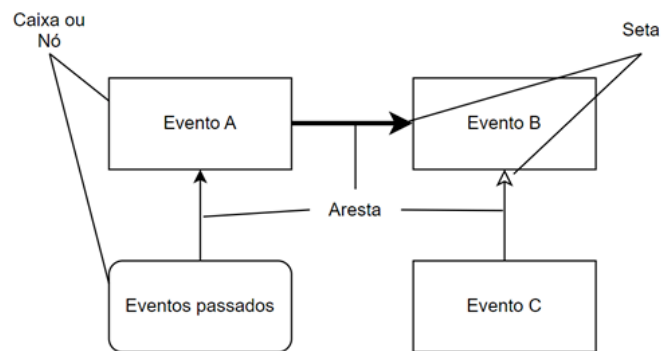 Caixa ou
Nó
Seta
Evento A
Evento B
Aresta
Eventos passados
Evento C